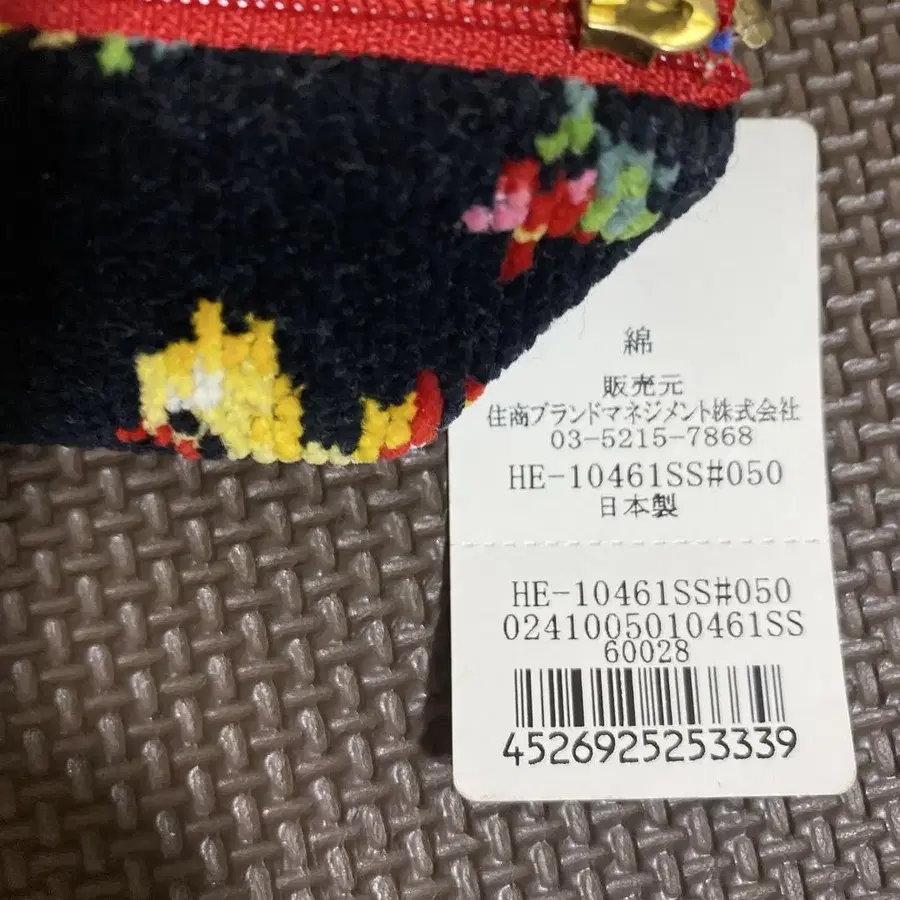 綿
販売元
住商ブランドマネジメント株式会社
03-5215-7868
HE-10461SS#050
日本製
HE-10461SS#050
0241005010461SS
60028
4526925253339